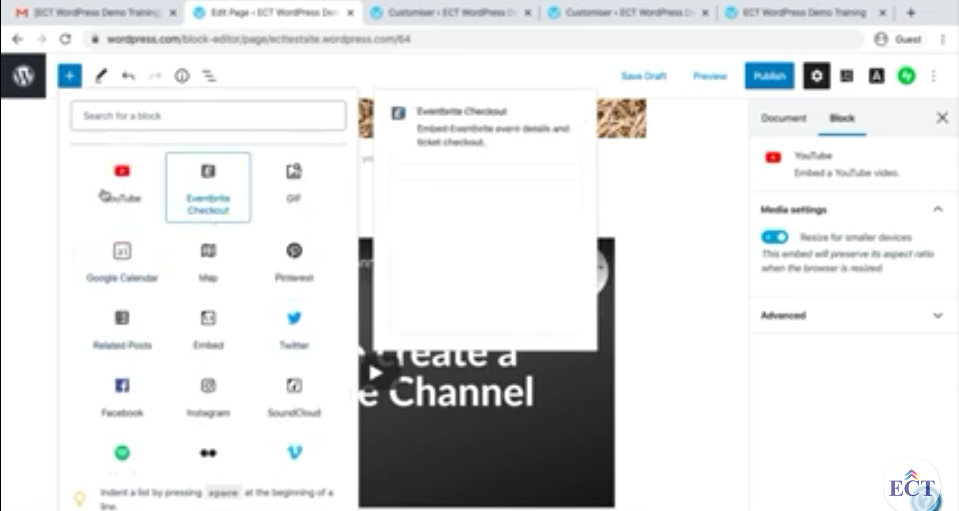 [ECT WordPress Demo Training
Edit Page ‹ ECT WordPress Dem
Customiser ‹ ECT WordPress D
Customiser ‹ ECT WordPress D
ECT WordPress Demo Training
wordpress.com/block-editor/page/ecttestsite.wordpress.com/64
Guest
Save Draft
Preview
Publish
Search for a block
YouTube
Eventbrite
Checkout
GIF
Google Calendar
Map
Pinterest
Related Posts
Embed
Twitter
Facebook
Instagram
SoundCloud
Indent a list by pressing space at the beginning of a
line.
Eventbrite Checkout
Embed Eventbrite event details and
ticket checkout.
create a
e Channel
Document
Block
YouTube
Embed a YouTube video.
Media settings
Resize for smaller devices
This embed will preserve its aspect ratio
when the browser is resized
Advanced
ECT